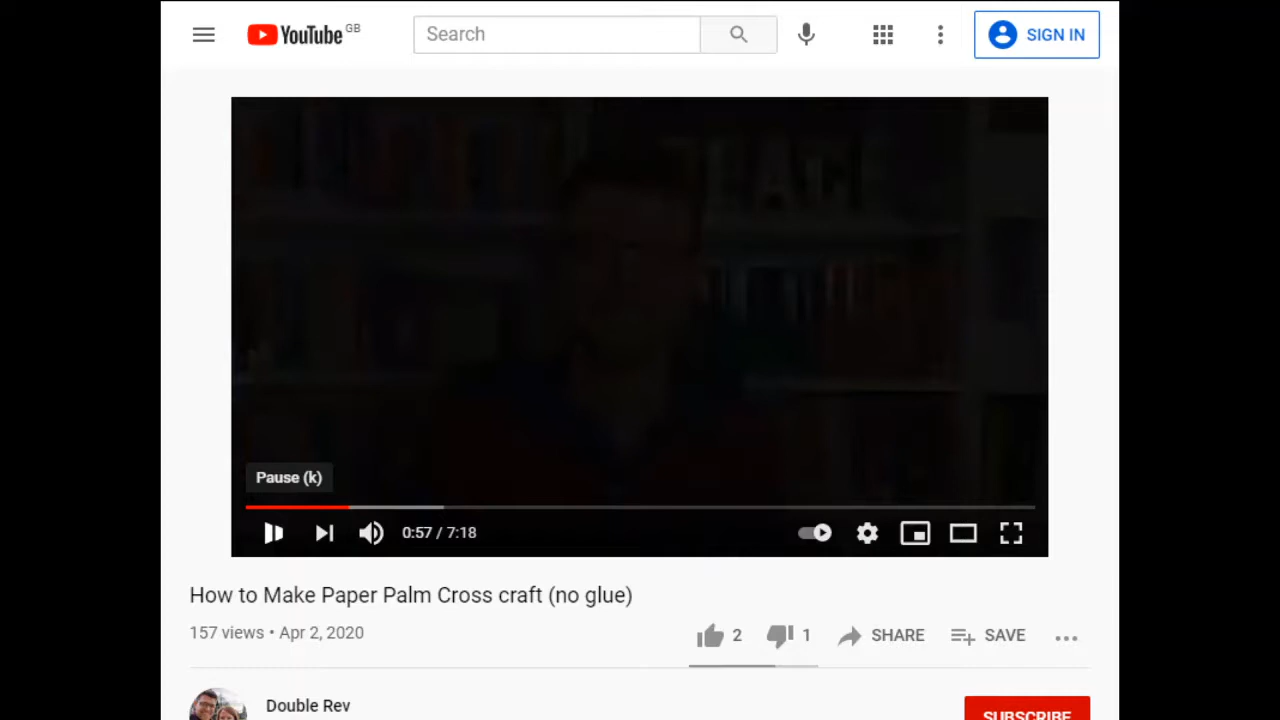 YouTube GB
Search
SIGN IN
Pause (k)
0:57 / 7:18
How to Make Paper Palm Cross craft (no glue)
157 views • Apr 2, 2020
2
1
SHARE
SAVE
Double Rev
SUBSCRIBE